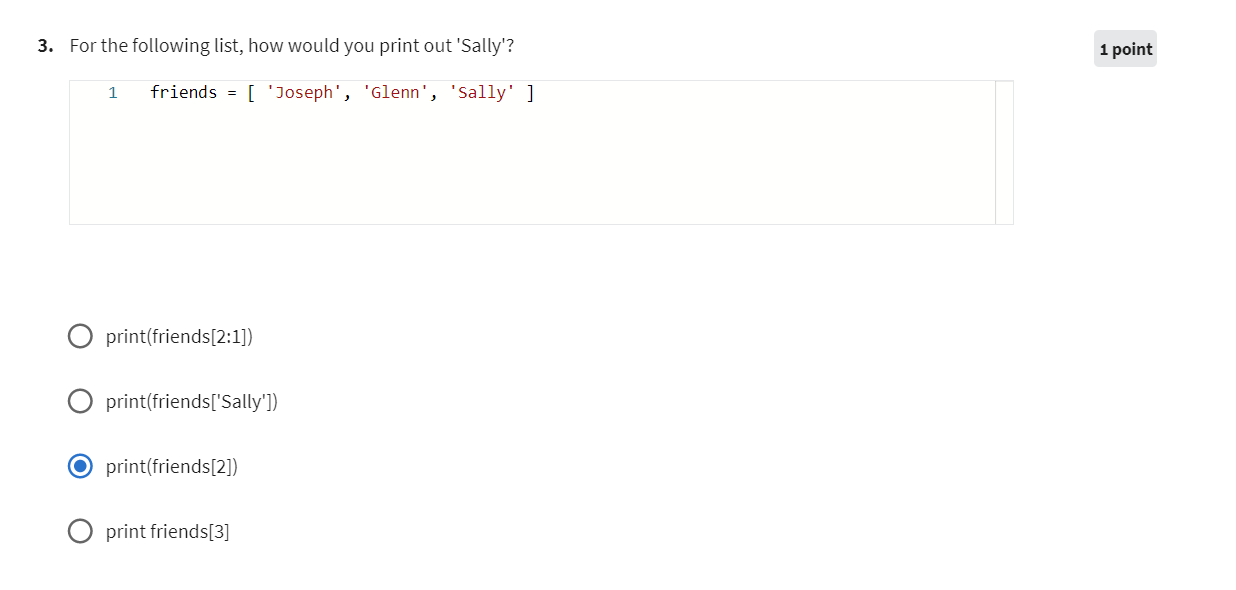 3. For the following list, how would you print out 'Sally'?
1 point
1 friends = [ 'Joseph', 'Glenn', 'Sally' ]
print(friends[2:1])
print(friends['Sally'])
print(friends[2])
print friends[3]